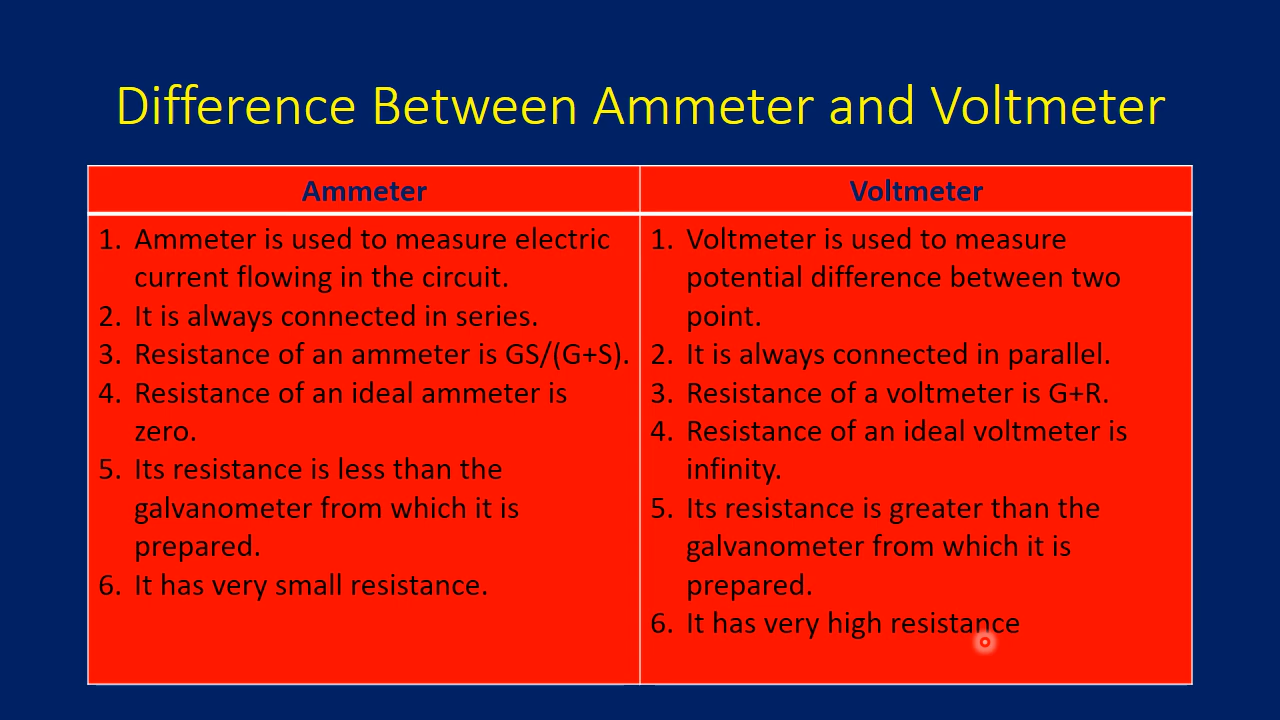 Difference Between Ammeter and Voltmeter
Ammeter
1. Ammeter is used to measure electric
current flowing in the circuit.
2. It is always connected in series.
3. Resistance of an ammeter is GS/(G+S).
4. Resistance of an ideal ammeter is
zero.
5. Its resistance is less than the
galvanometer from which it is
prepared.
6. It has very small resistance.
Voltmeter
1. Voltmeter is used to measure
potential difference between two
point.
2. It is always connected in parallel.
3. Resistance of a voltmeter is G+R.
4. Resistance of an ideal voltmeter is
infinity.
5. Its resistance is greater than the
galvanometer from which it is
prepared.
6. It has very high resistance